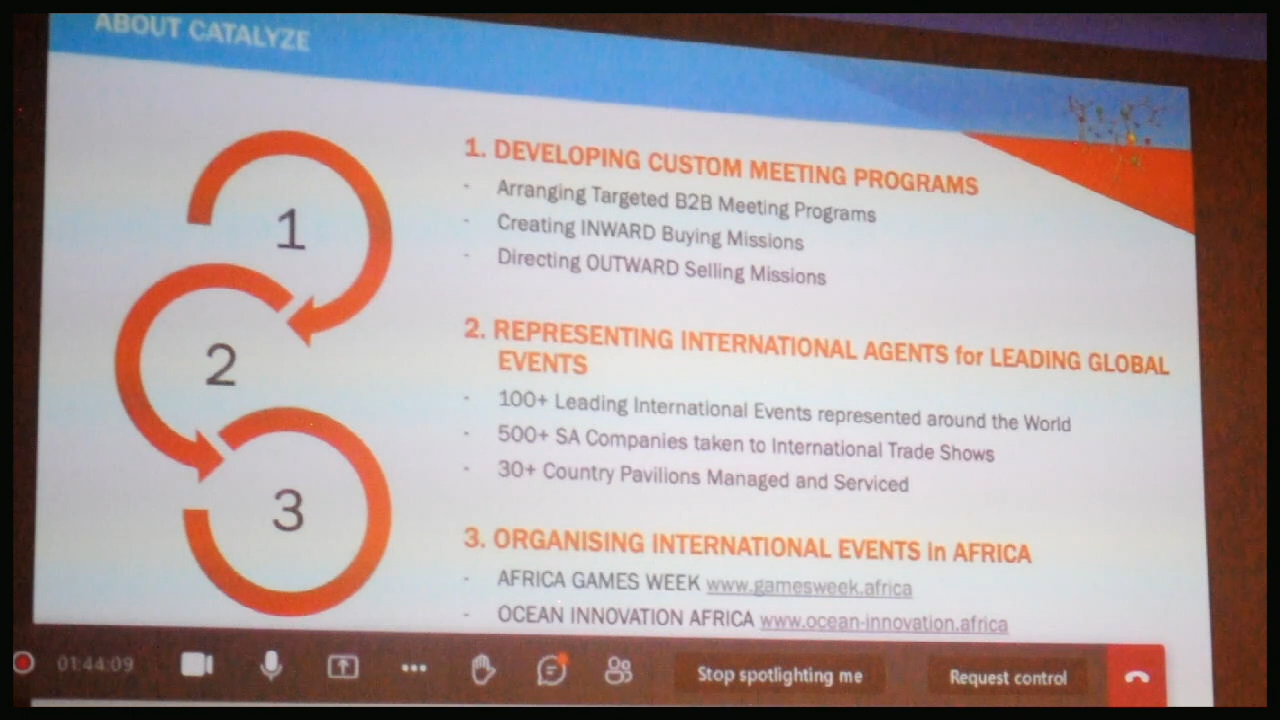 ABOUT CATALYZE
1
2
3
1. DEVELOPING CUSTOM MEETING PROGRAMS
- Arranging Targeted B2B Meeting Programs
- Creating INWARD Buying Missions
- Directing OUTWARD Selling Missions
2. REPRESENTING INTERNATIONAL AGENTS for LEADING GLOBAL
EVENTS
- 100+ Leading International Events represented around the World
- 500+ SA Companies taken to International Trade Shows
- 30+ Country Pavilions Managed and Serviced
3. ORGANISING INTERNATIONAL EVENTS in AFRICA
- AFRICA GAMES WEEK www.gamesweek.africa
- OCEAN INNOVATION AFRICA www.ocean-innovation.africa
01:44:09 Stop spotlighting me Request control